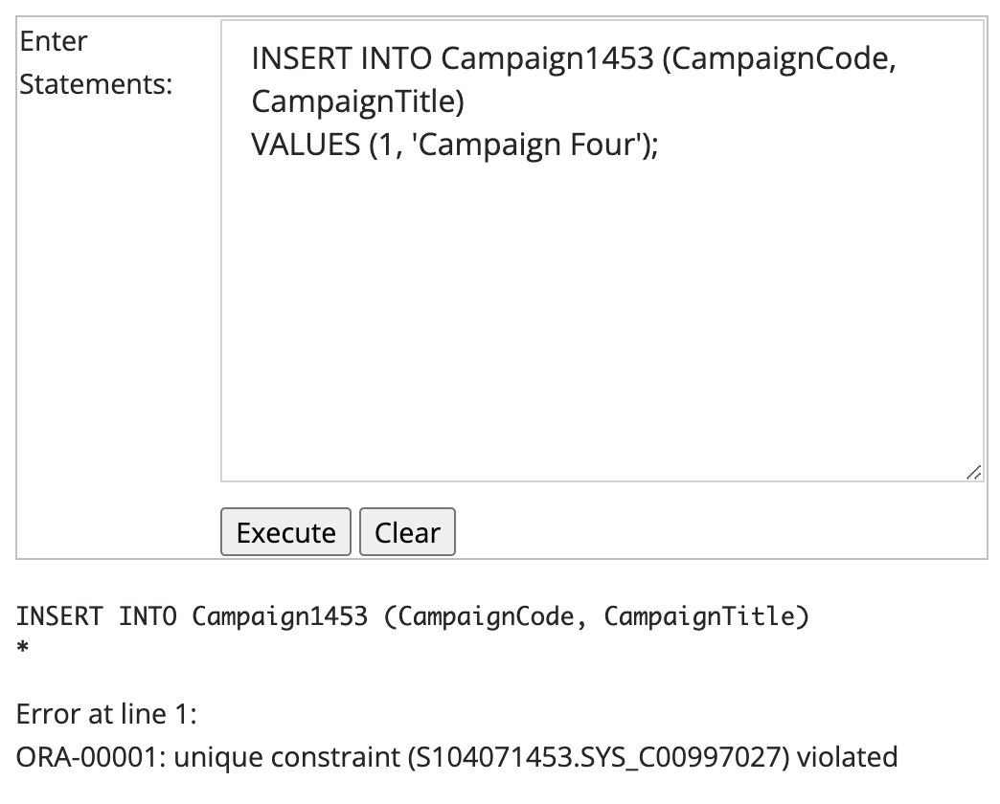 Enter
Statements:
INSERT INTO Campaign1453 (CampaignCode,
CampaignTitle)
VALUES (1, 'Campaign Four');
Execute Clear
INSERT INTO Campaign1453 (CampaignCode, CampaignTitle)
*
Error at line 1:
ORA-00001: unique constraint (S104071453.SYS_C00997027) violated